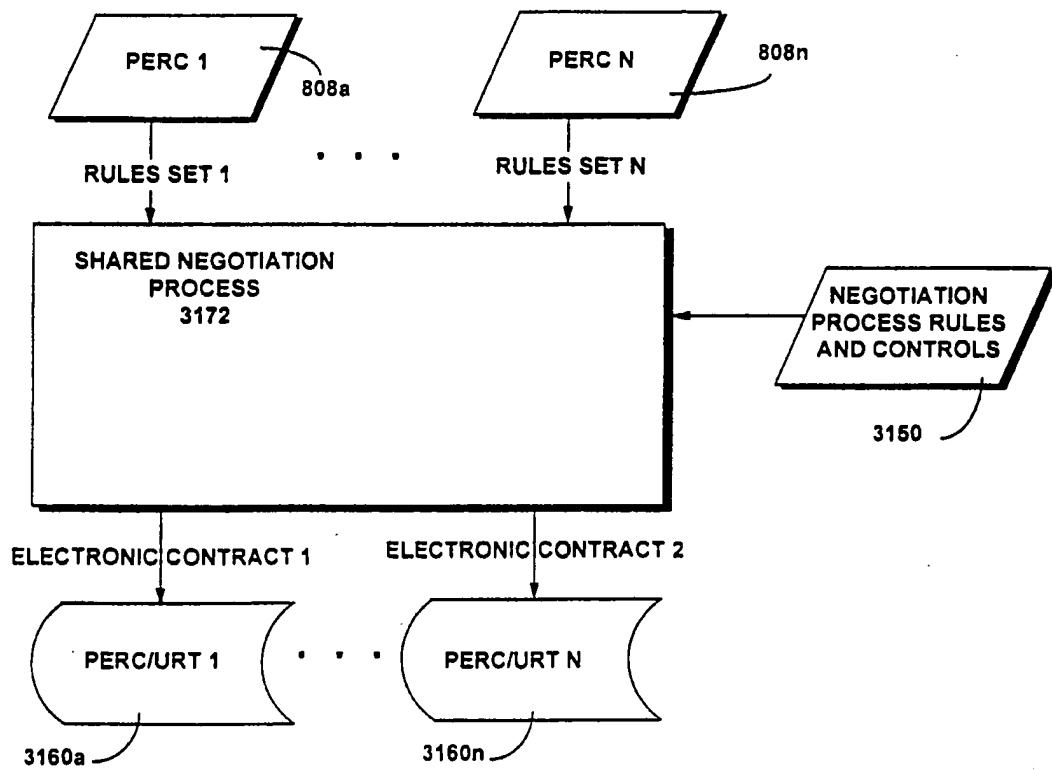 PERC 1
808a
PERC N
808n
RULES SET 1
. . .
RULES SET N
SHARED NEGOTIATION
PROCESS
3172
NEGOTIATION
PROCESS RULES
AND CONTROLS
3150
ELECTRONIC CONTRACT 1
ELECTRONIC CONTRACT 2
PERC/URT 1
. . .
PERC/URT N
3160a
3160n